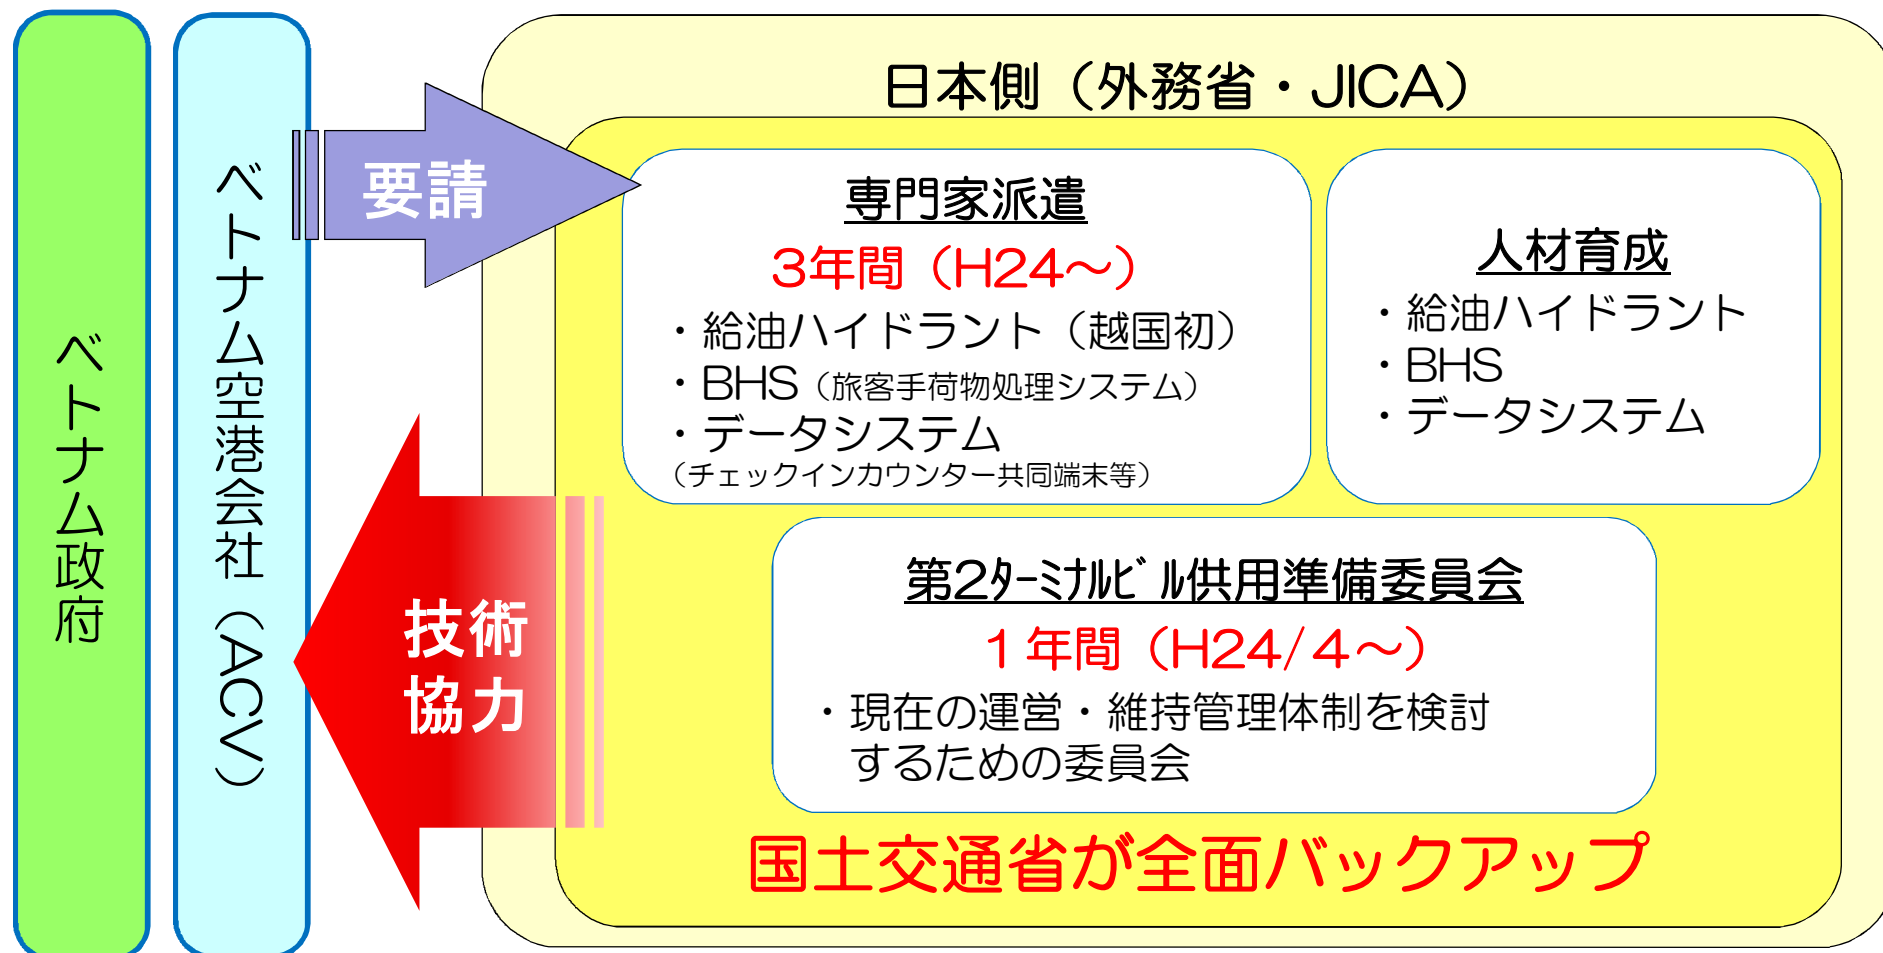 ベトナム政府
ベトナム空港会社（ACV）
要請
技術
協力
日本側（外務省・JICA）
専門家派遣
3年間（H24～）
・給油ハイドラント（越国初）
・BHS（旅客手荷物処理システム）
・データシステム
（チェックインカウンター共同端末等）
人材育成
・給油ハイドラント
・BHS
・データシステム
第2ﾀｰﾐﾅﾙﾋﾞﾙ供用準備委員会
１年間（H24/４～）
・現在の運営・維持管理体制を検討
するための委員会
国土交通省が全面バックアップ